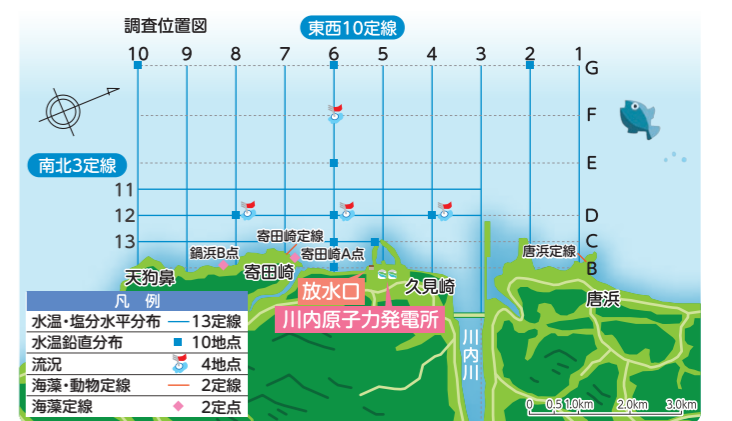 調査位置図
東西10定線
10 9 8 7 6 5 4 3 2 1
G
F
E
南北3定線
11
12
D
13
C
寄田崎定線
鍋浜B点
寄田崎A点
唐浜定線
B
天狗鼻
寄田崎
放水口
久見崎
唐浜
川内原子力発電所
川内川
凡 例
水温・塩分水平分布 13定線
水温鉛直分布 10地点
流況 4地点
海藻・動物定線 2定線
海藻定線 2定点
0 0.5 1.0km 2.0km 3.0km